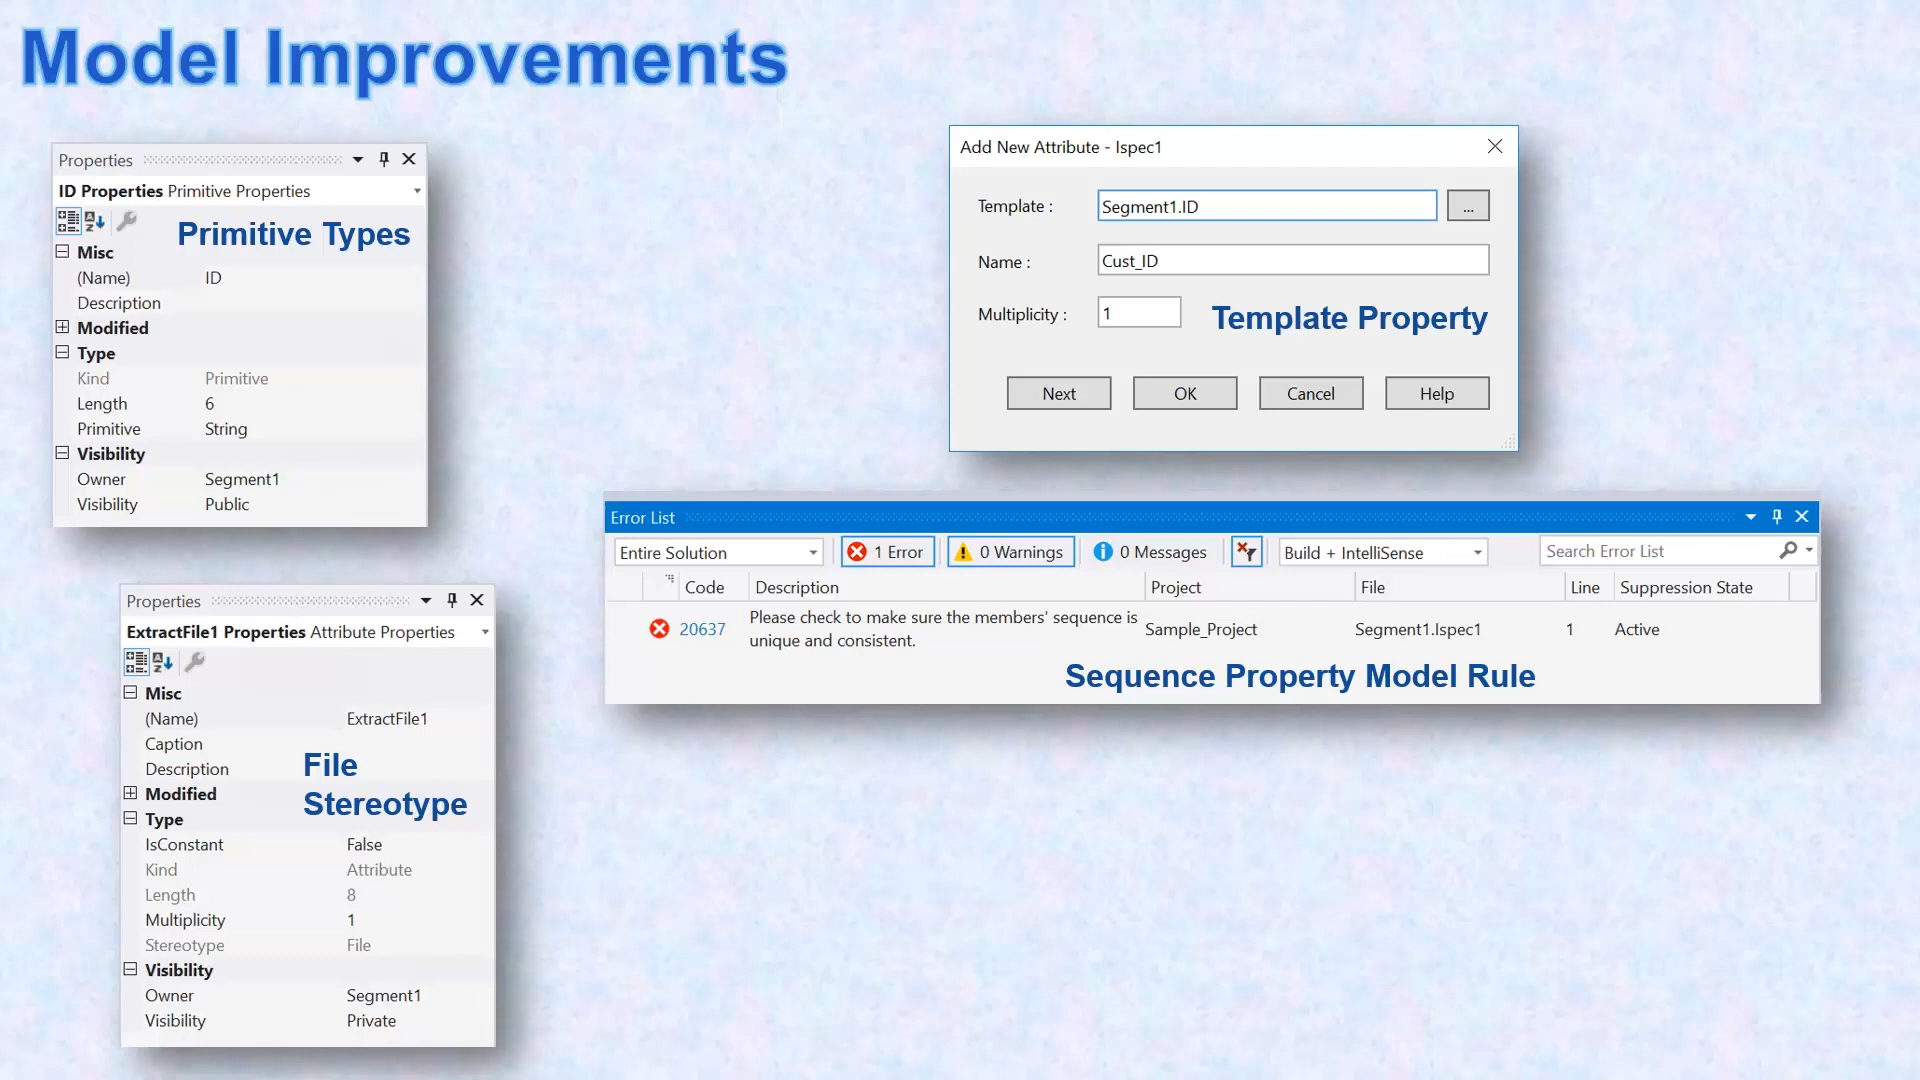 Model Improvements
Properties
ID Properties Primitive Properties
Primitive Types
Misc
(Name) ID
Description
Modified
Type
Kind Primitive
Length 6
Primitive String
Visibility
Owner Segment1
Visibility Public
Add New Attribute - Ispec1
Template : Segment1.ID ...
Name : Cust_ID
Multiplicity : 1
Template Property
Next OK Cancel Help
Error List
Entire Solution 1 Error 0 Warnings 0 Messages Build + IntelliSense Search Error List
Code Description Project File Line Suppression State
20637 Please check to make sure the members' sequence is unique and consistent. Sample_Project Segment1.Ispec1 1 Active
Sequence Property Model Rule
Properties
ExtractFile1 Properties Attribute Properties
Misc
(Name) ExtractFile1
Caption
Description
File
Stereotype
Modified
Type
IsConstant False
Kind Attribute
Length 8
Multiplicity 1
Stereotype File
Visibility
Owner Segment1
Visibility Private